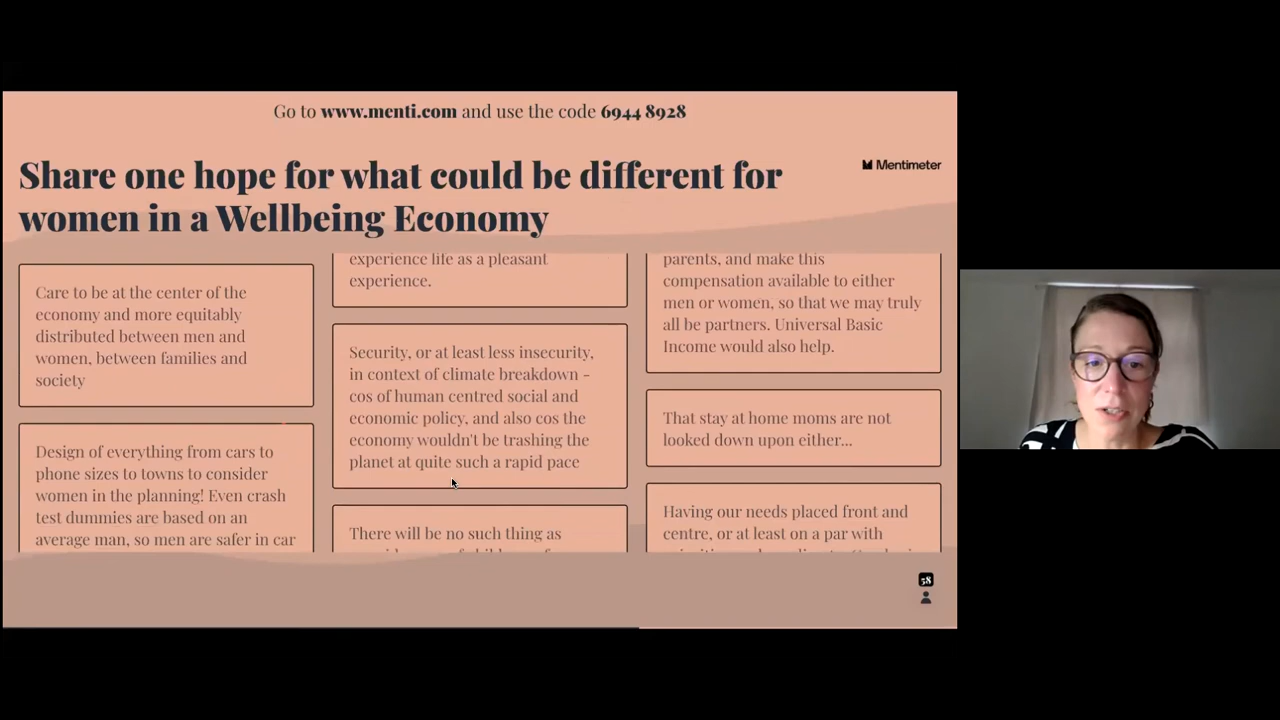 Go to www.menti.com and use the code 6944 8928
Share one hope for what could be different for
women in a Wellbeing Economy
Mentimeter
Care to be at the center of the
economy and more equitably
distributed between men and
women, between families and
society
Design of everything from cars to
phone sizes to towns to consider
women in the planning! Even crash
test dummies are based on an
average man, so men are safer in car
experience life as a pleasant
experience.
Security, or at least less insecurity,
in context of climate breakdown -
cos of human centred social and
economic policy, and also cos the
economy wouldn't be trashing the
planet at quite such a rapid pace
There will be no such thing as
parents, and make this
compensation available to either
men or women, so that we may truly
all be partners. Universal Basic
Income would also help.
That stay at home moms are not
looked down upon either...
Having our needs placed front and
centre, or at least on a par with
58